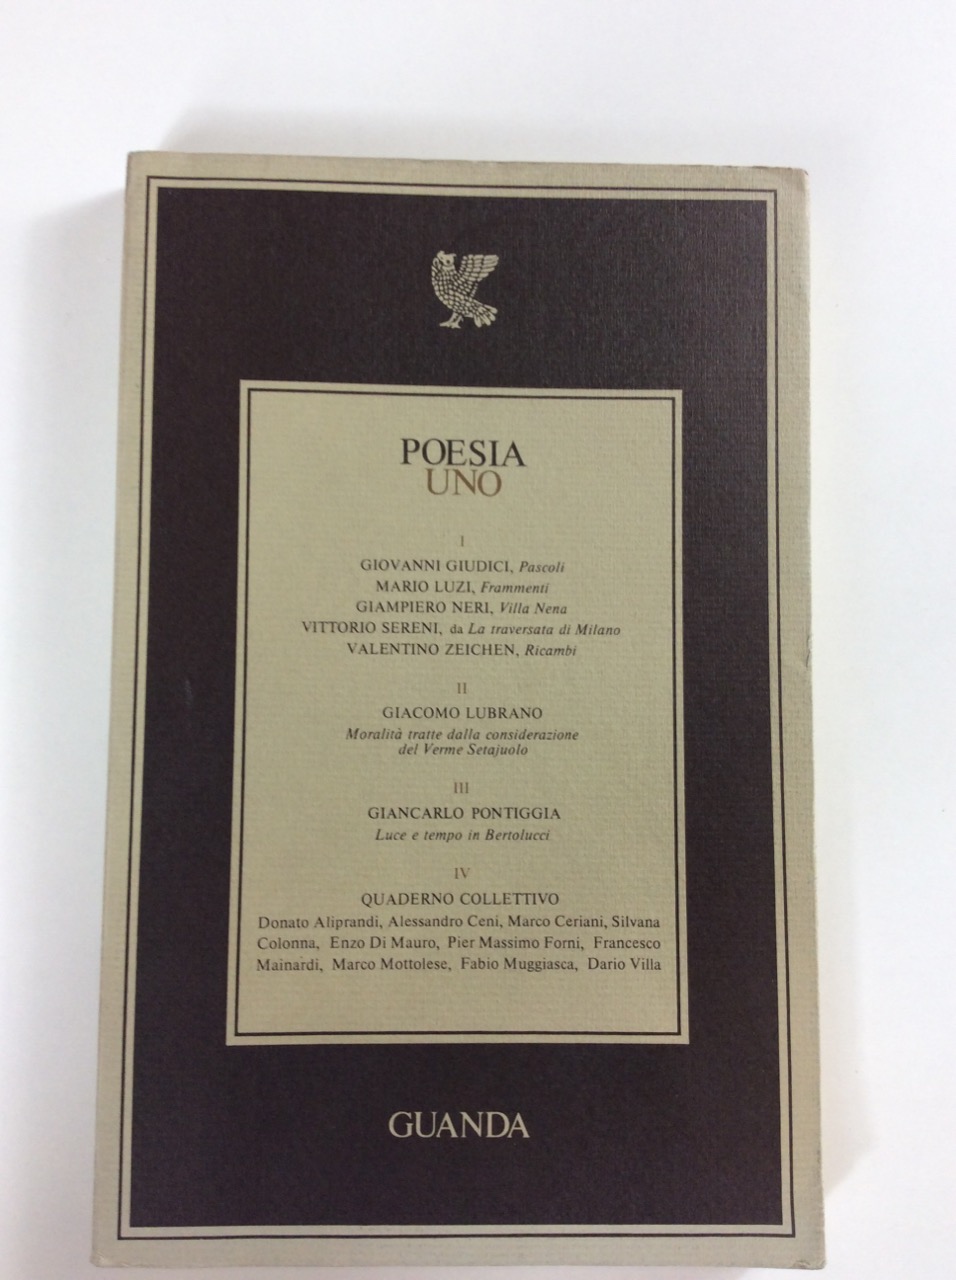 POESIA
UNO
I
GIOVANNI GIUDICI, Pascoli
MARIO LUZI, Frammenti
GIAMPIERO NERI, Villa Nena
VITTORIO SERENI, da La traversata di Milano
VALENTINO ZEICHEN, Ricambi
II
GIACOMO LUBRANO
Moralità tratte dalla considerazione
del Verme Setajuolo
III
GIANCARLO PONTIGGIA
Luce e tempo in Bertolucci
IV
QUADERNO COLLETTIVO
Donato Aliprandi, Alessandro Ceni, Marco Ceriani, Silvana
Colonna, Enzo Di Mauro, Pier Massimo Forni, Francesco
Mainardi, Marco Mottolese, Fabio Muggiasca, Dario Villa
GUANDA